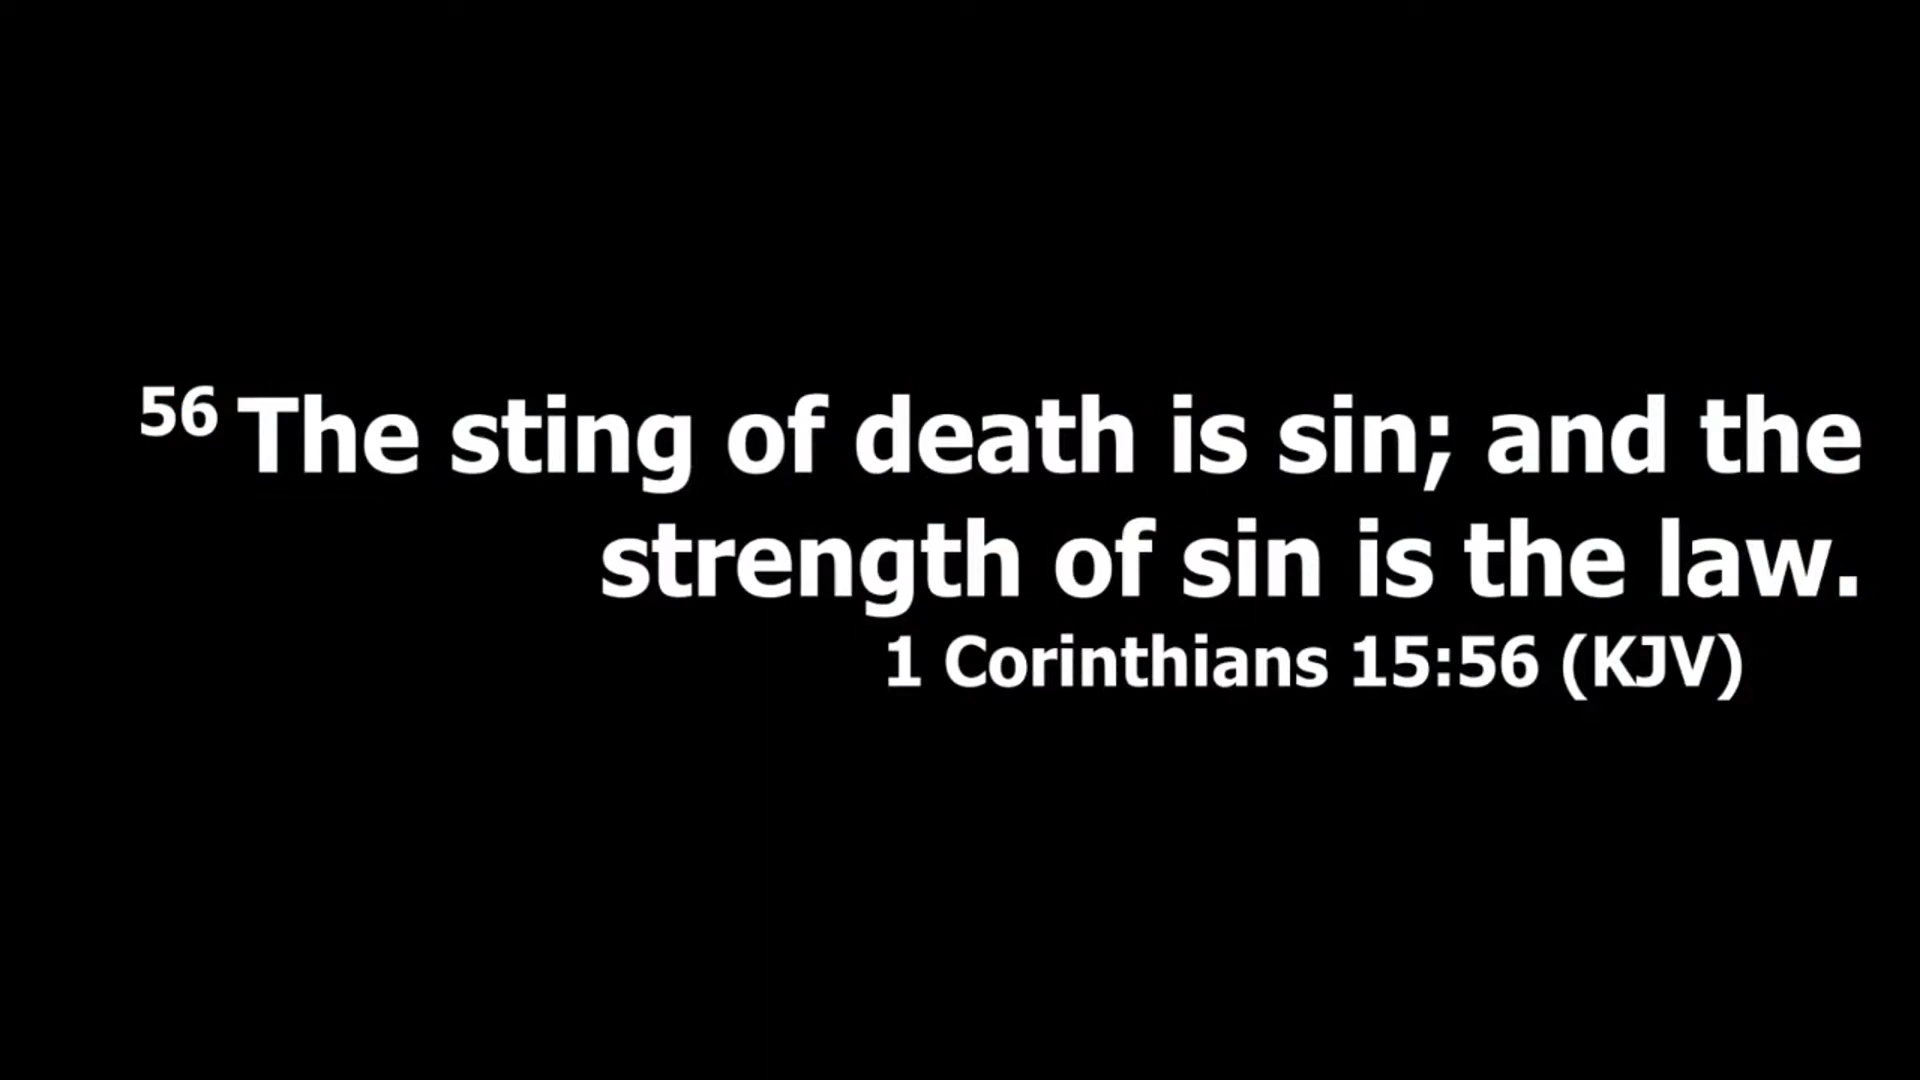 56 The sting of death is sin; and the
strength of sin is the law.
1 Corinthians 15:56 (KJV)